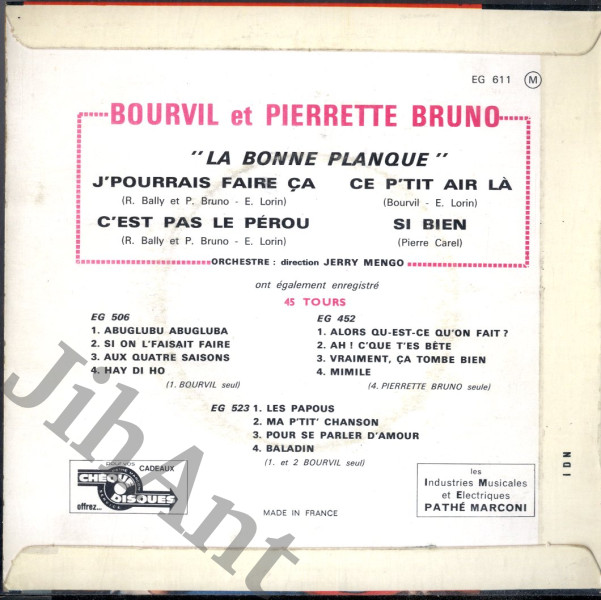 EG 611 M
BOURVIL et PIERRETTE BRUNO
"LA BONNE PLANQUE"
J'POURRAIS FAIRE ÇA
(R. Bally et P. Bruno - E. Lorin)
CE P'TIT AIR LÀ
(Bourvil - E. Lorin)
C'EST PAS LE PÉROU
(R. Bally et P. Bruno - E. Lorin)
SI BIEN
(Pierre Carel)
ORCHESTRE : direction JERRY MENGO
ont également enregistré
45 TOURS
EG 506
1. ABUGLUBU ABUGLUBA
2. SI ON L'FAISAIT FAIRE
3. AUX QUATRE SAISONS
4. HAY DI HO
(1. BOURVIL seul)
EG 452
1. ALORS QU-EST-CE QU'ON FAIT ?
2. AH ! C'QUE T'ES BÊTE
3. VRAIMENT, ÇA TOMBE BIEN
4. MIMILE
(4. PIERRETTE BRUNO seule)
EG 523 1. LES PAPOUS
2. MA P'TIT' CHANSON
3. POUR SE PARLER D'AMOUR
4. BALADIN
(1. et 2 BOURVIL seul)
POUR VOS CADEAUX
CHEQUE
DISQUES
offrez...
MADE IN FRANCE
les
Industries Musicales
et Electriques
PATHÉ MARCONI
IDN
JihAnt